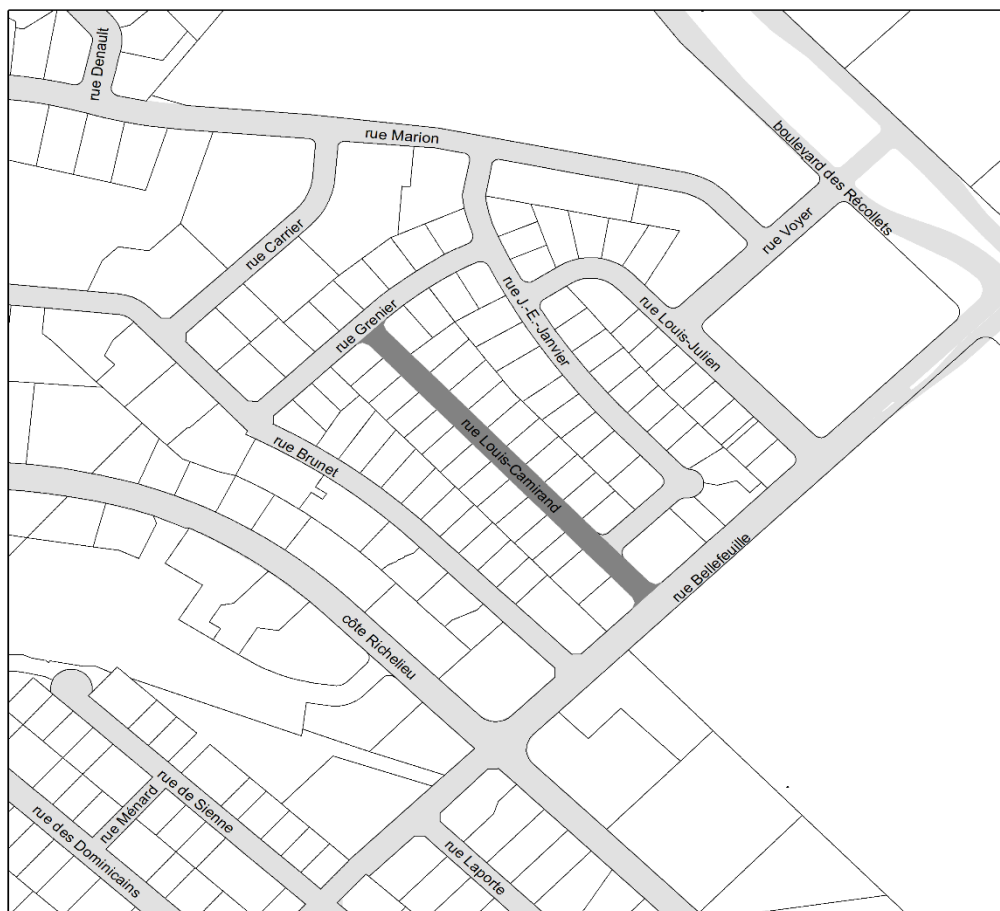 rue Denault
rue Marion
boulevard des Récollets
rue Carrier
rue Voyer
rue Grenier
rue J.-E.-Janvier
rue Louis-Julien
rue Louis-Camirand
rue Brunet
rue Bellefeuille
côte Richelieu
rue de Sienne
rue Ménard
rue des Dominicains
rue Laporte